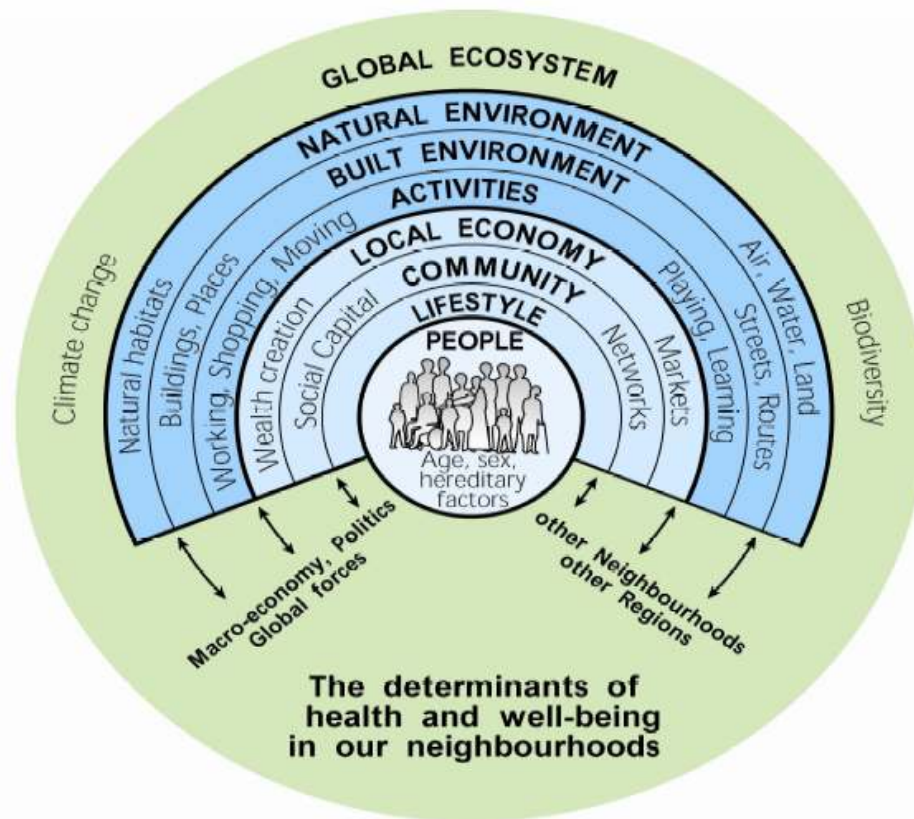 GLOBAL ECOSYSTEM
NATURAL ENVIRONMENT
BUILT ENVIRONMENT
ACTIVITIES
LOCAL ECONOMY
COMMUNITY
LIFESTYLE
PEOPLE
Age, sex,
hereditary
factors
Climate change
Natural habitats
Buildings, Places
Working, Shopping, Moving
Wealth creation
Social Capital
Networks
Markets
Playing, Learning
Streets, Routes
Air, Water, Land
Biodiversity
Macro-economy, Politics
Global forces
other Neighbourhoods
other Regions
The determinants of
health and well-being
in our neighbourhoods